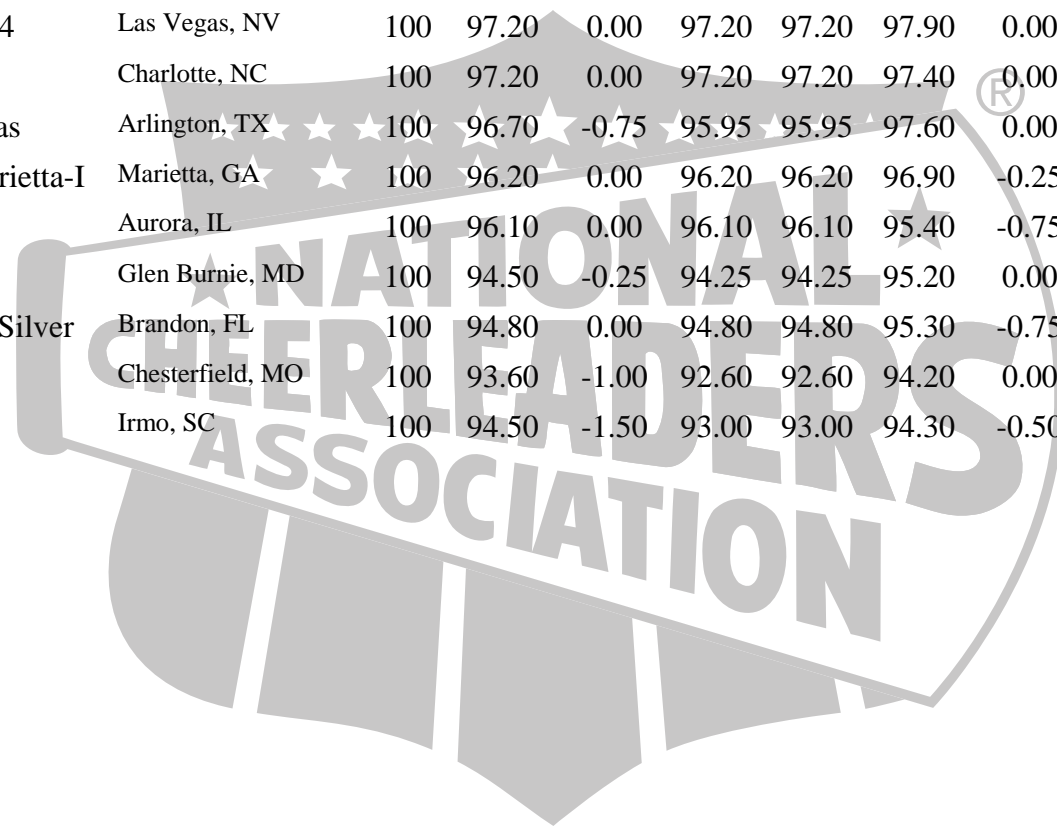 4 Las Vegas, NV 100 97.20 0.00 97.20 97.20 97.90 0.00
Charlotte, NC 100 97.20 0.00 97.20 97.20 97.40 0.00
as Arlington, TX 100 96.70 -0.75 95.95 95.95 97.60 0.00
rietta-I Marietta, GA 100 96.20 0.00 96.20 96.20 96.90 -0.25
Aurora, IL 100 96.10 0.00 96.10 96.10 95.40 -0.75
Glen Burnie, MD 100 94.50 -0.25 94.25 94.25 95.20 0.00
Silver Brandon, FL 100 94.80 0.00 94.80 94.80 95.30 -0.75
Chesterfield, MO 100 93.60 -1.00 92.60 92.60 94.20 0.00
Irmo, SC 100 94.50 -1.50 93.00 93.00 94.30 -0.50
NATIONAL
CHEERLEADERS
ASSOCIATION
®